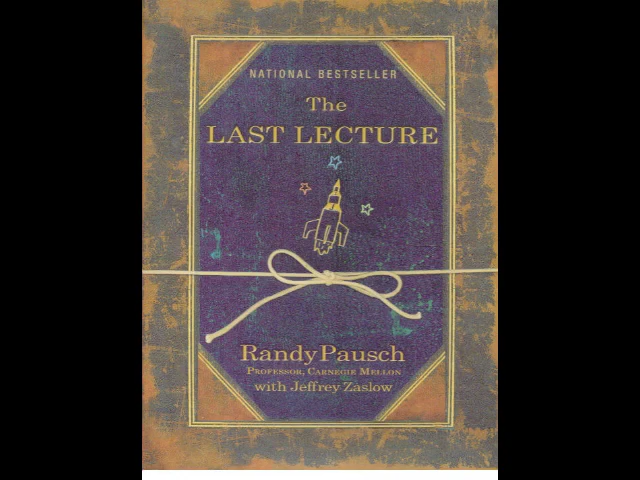 NATIONAL BESTSELLER
The
LAST LECTURE
Randy Pausch
PROFESSOR, CARNEGIE MELLON
with Jeffrey Zaslow